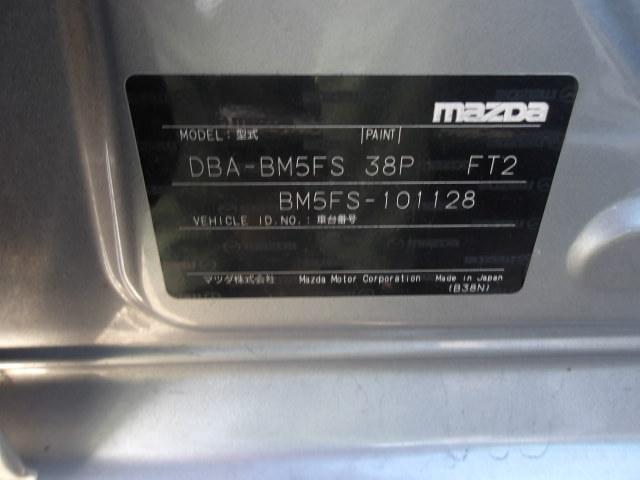 mazda
MODEL: 型式 PAINT
DBA-BM5FS 38P FT2
BM5FS-101128
VEHICLE ID.NO.: 車台番号
マツダ株式会社 Mazda Motor Corporation Made in Japan
(B38N)